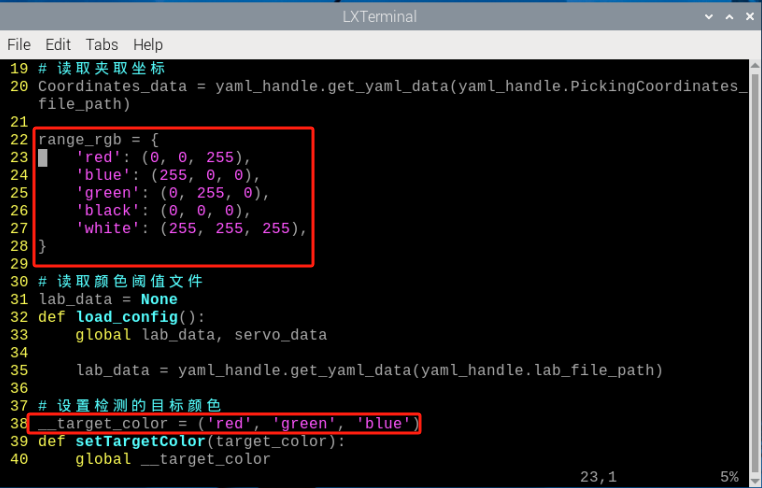 LXTerminal
File Edit Tabs Help
19 # 读取夹取坐标
20 Coordinates_data = yaml_handle.get_yaml_data(yaml_handle.PickingCoordinates_
file_path)
21
22 range_rgb = {
23     'red': (0, 0, 255),
24     'blue': (255, 0, 0),
25     'green': (0, 255, 0),
26     'black': (0, 0, 0),
27     'white': (255, 255, 255),
28 }
29
30 # 读取颜色阈值文件
31 lab_data = None
32 def load_config():
33     global lab_data, servo_data
34
35     lab_data = yaml_handle.get_yaml_data(yaml_handle.lab_file_path)
36
37 # 设置检测的目标颜色
38 __target_color = ('red', 'green', 'blue')
39 def setTargetColor(target_color):
40     global __target_color
23,1 5%